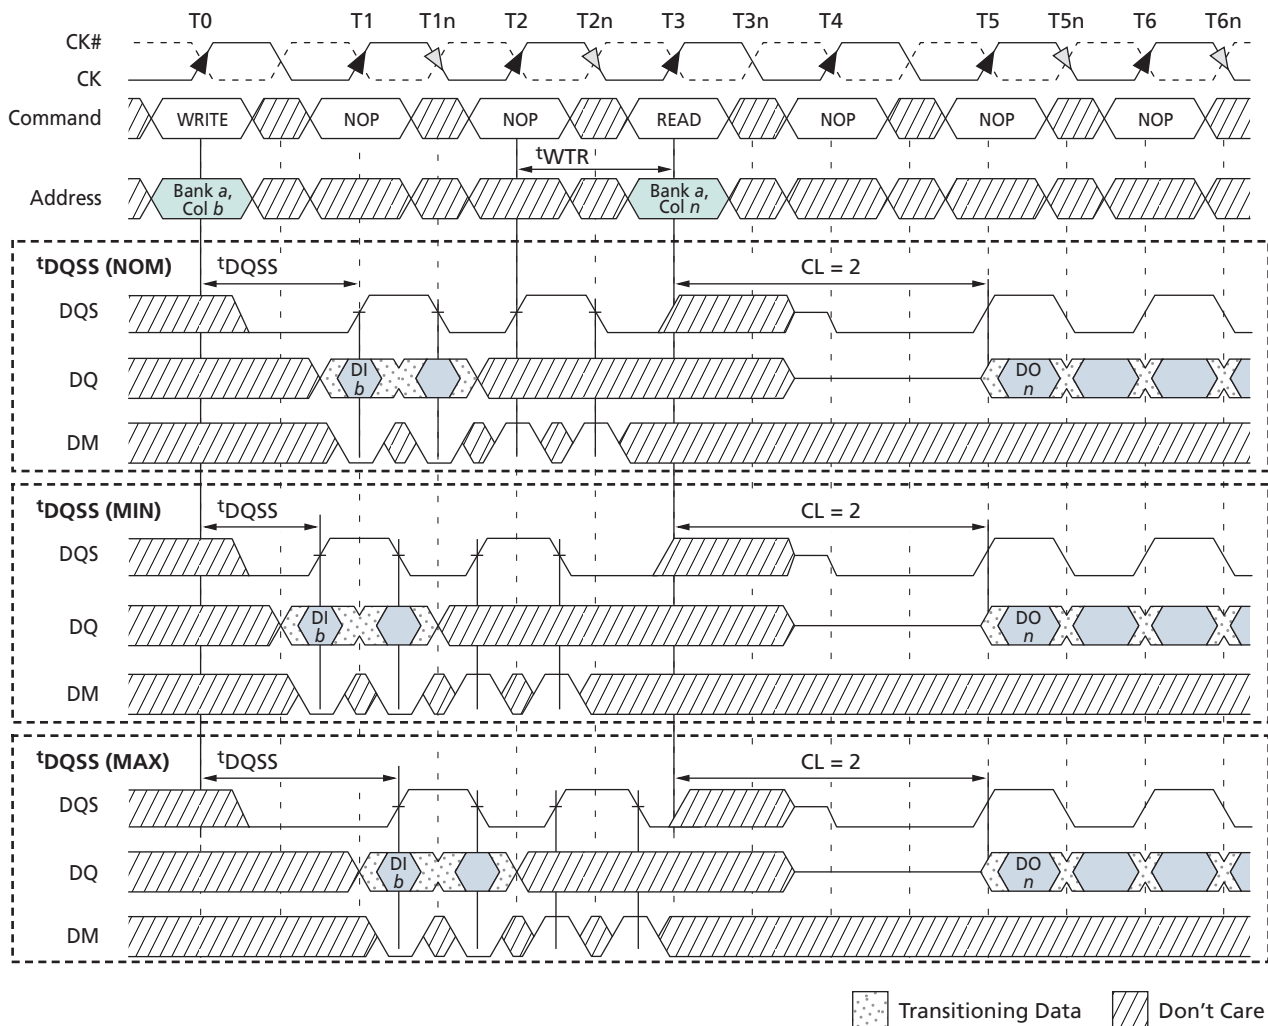 T0 T1 T1n T2 T2n T3 T3n T4 T5 T5n T6 T6n
CK#
CK
Command WRITE NOP NOP READ NOP NOP NOP
tWTR
Address Bank a, Col b Bank a, Col n
tDQSS (NOM) tDQSS CL = 2
DQS
DQ DI b DO n
DM
tDQSS (MIN) tDQSS CL = 2
DQS
DQ DI b DO n
DM
tDQSS (MAX) tDQSS CL = 2
DQS
DQ DI b DO n
DM
Transitioning Data Don't Care